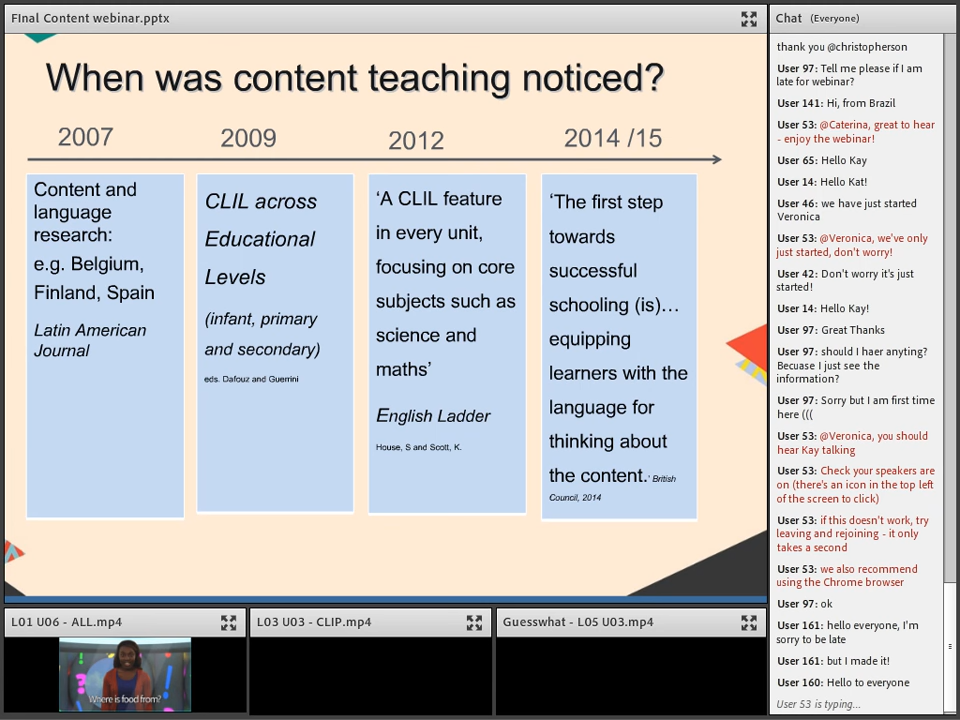 FInal Content webinar.pptx
When was content teaching noticed?
2007
2009
2012
2014 /15
Content and
language
research:
e.g. Belgium,
Finland, Spain
Latin American
Journal
CLIL across
Educational
Levels
(infant, primary
and secondary)
eds. Dafouz and Guerrini
‘A CLIL feature
in every unit,
focusing on core
subjects such as
science and
maths’
English Ladder
House, S and Scott, K.
‘The first step
towards
successful
schooling (is)…
equipping
learners with the
language for
thinking about
the content.’ British
Council, 2014
L01 U06 - ALL.mp4
Where is food from?
L03 U03 - CLIP.mp4
Guesswhat - L05 U03.mp4
Chat (Everyone)
thank you @christopherson
User 97: Tell me please if I am
late for webinar?
User 141: Hi, from Brazil
User 53: @Caterina, great to hear
- enjoy the webinar!
User 65: Hello Kay
User 14: Hello Kat!
User 46: we have just started
Veronica
User 53: @Veronica, we've only
just started, don't worry!
User 42: Don't worry it's just
started!
User 14: Hello Kay!
User 97: Great Thanks
User 97: should I haer anyting?
Becuase I just see the
information?
User 97: Sorry but I am first time
here (((
User 53: @Veronica, you should
hear Kay talking
User 53: Check your speakers are
on (there's an icon in the top left
of the screen to click)
User 53: if this doesn't work, try
leaving and rejoining - it only
takes a second
User 53: we also recommend
using the Chrome browser
User 97: ok
User 161: hello everyone, I'm
sorry to be late
User 161: but I made it!
User 160: Hello to everyone
User 53 is typing...